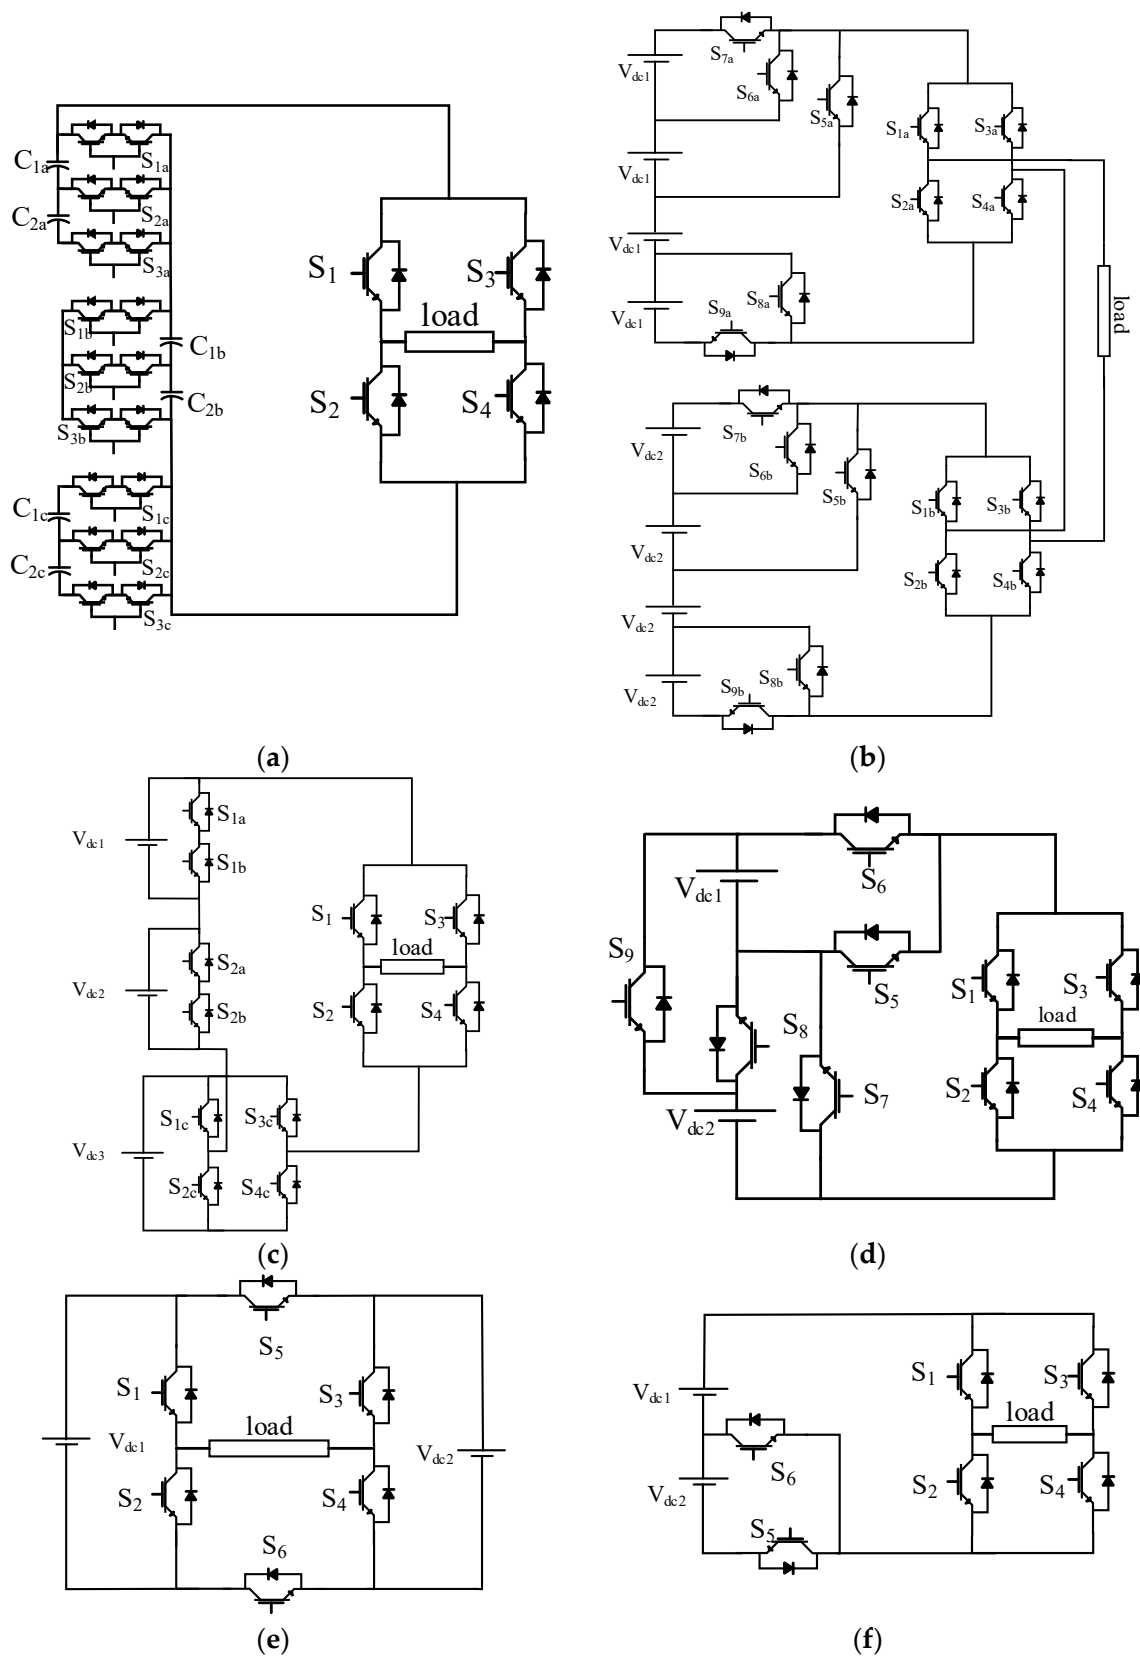 C1a
S1a
C2a
S2a
S3a
S1b
C1b
S2b
C2b
S3b
C1c
S1c
C2c
S2c
S3c
S1
S3
load
S2
S4
(a)
Vdc1
S7a
S6a
S5a
Vdc1
Vdc1
S8a
S9a
Vdc1
S1a
S3a
S2a
S4a
load
Vdc2
S7b
S6b
S5b
Vdc2
Vdc2
S8b
S9b
Vdc2
S1b
S3b
S2b
S4b
(b)
Vdc1
S1a
S1b
Vdc2
S2a
S2b
Vdc3
S1c
S3c
S2c
S4c
S1
S3
load
S2
S4
(c)
S6
Vdc1
S9
S5
S8
S7
Vdc2
S1
S3
load
S2
S4
(d)
S5
S1
S3
load
Vdc1
Vdc2
S2
S4
S6
(e)
Vdc1
S6
Vdc2
S5
S1
S3
load
S2
S4
(f)